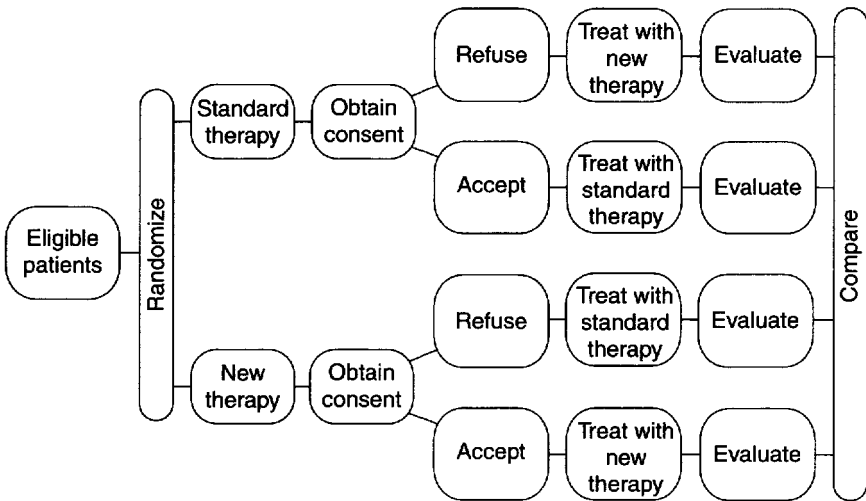 Eligible
patients
Randomize
Standard
therapy
Obtain
consent
Refuse
Treat with
new
therapy
Evaluate
Accept
Treat with
standard
therapy
Evaluate
New
therapy
Obtain
consent
Refuse
Treat with
standard
therapy
Evaluate
Accept
Treat with
new
therapy
Evaluate
Compare